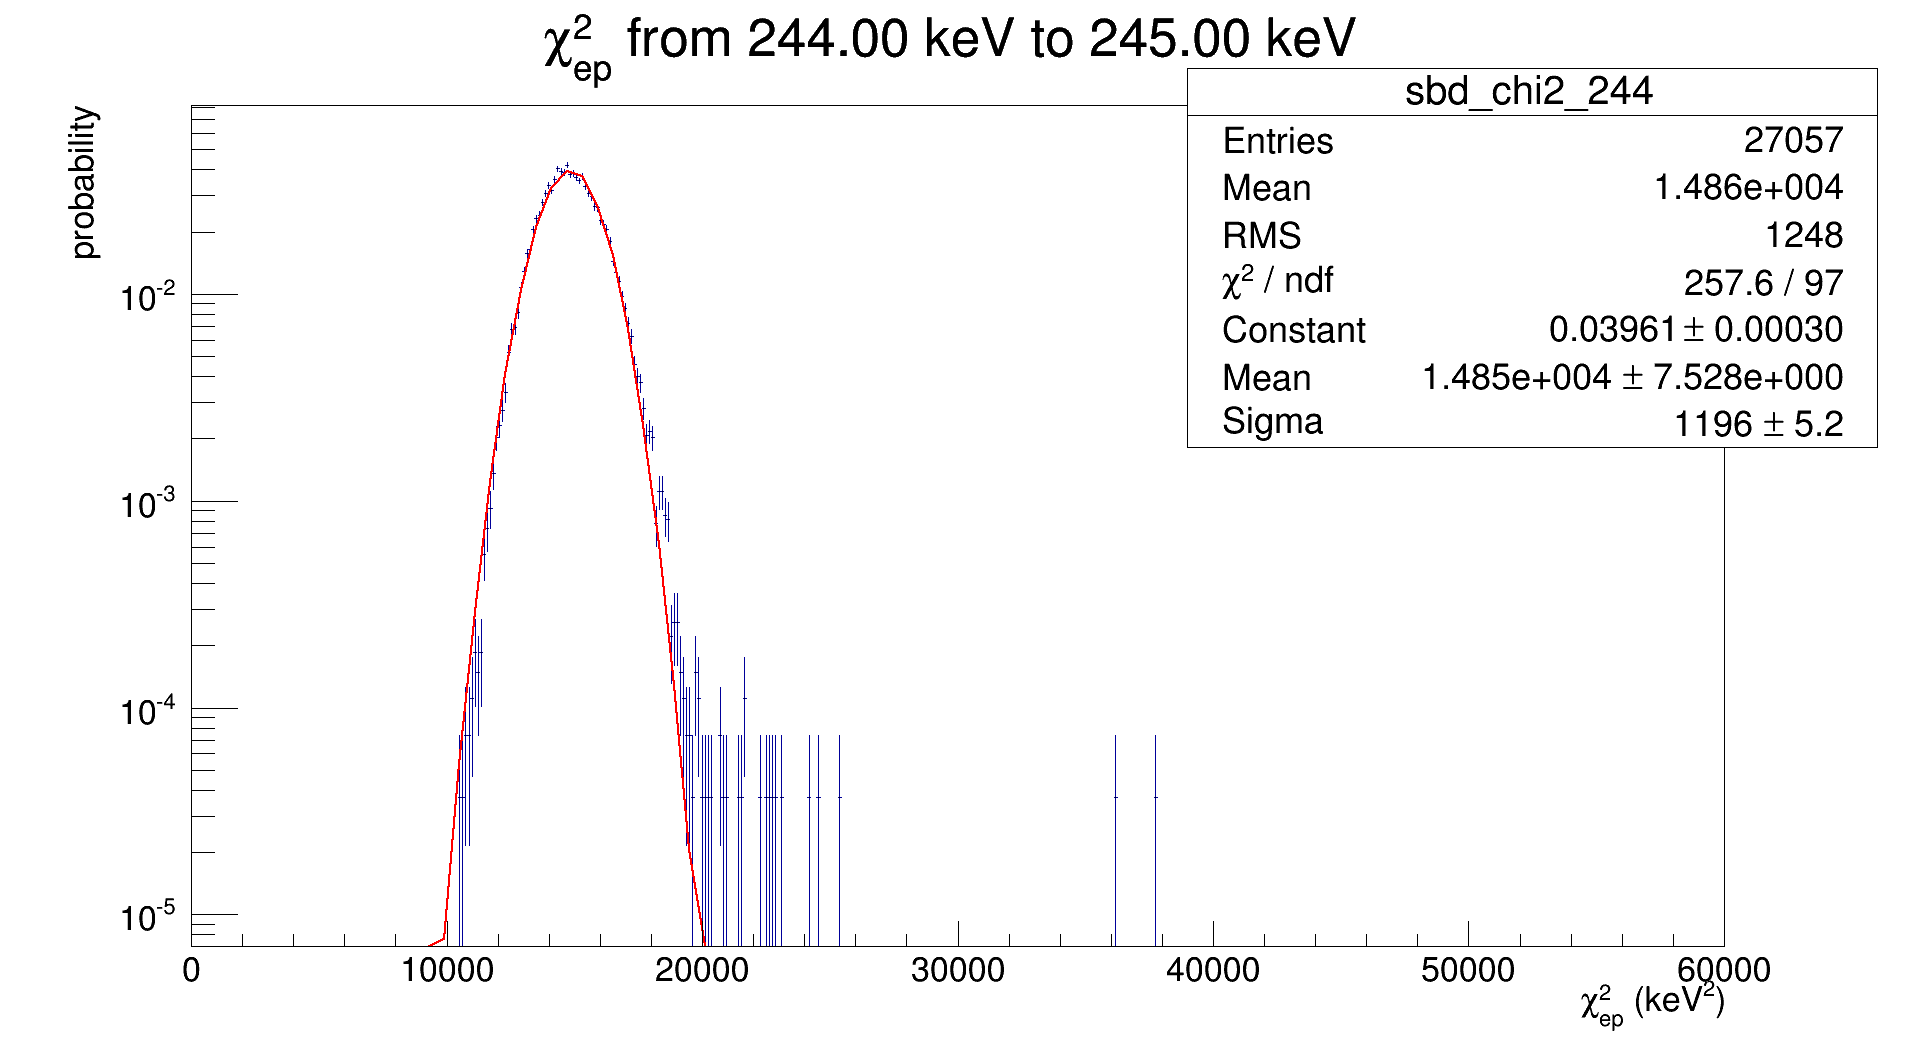 χ²ep from 244.00 keV to 245.00 keV
probability
sbd_chi2_244
Entries 27057
Mean 1.486e+004
RMS 1248
χ² / ndf 257.6 / 97
Constant 0.03961 ± 0.00030
Mean 1.485e+004 ± 7.528e+000
Sigma 1196 ± 5.2
10⁻²
10⁻³
10⁻⁴
10⁻⁵
0 10000 20000 30000 40000 50000 60000
χ²ep (keV²)